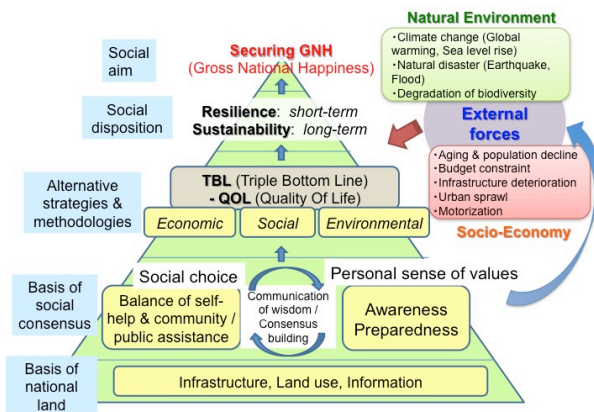 Natural Environment
・Climate change (Global
warming, Sea level rise)
・Natural disaster (Earthquake,
Flood)
・Degradation of biodiversity
External
forces
・Aging & population decline
・Budget constraint
・Infrastructure deterioration
・Urban sprawl
・Motorization
Socio-Economy
Social
aim
Securing GNH
(Gross National Happiness)
Social
disposition
Resilience: short-term
Sustainability: long-term
Alternative
strategies &
methodologies
TBL (Triple Bottom Line)
- QOL (Quality Of Life)
Economic
Social
Environmental
Basis of
social
consensus
Social choice
Personal sense of values
Balance of self-
help & community /
public assistance
Communication
of wisdom /
Consensus
building
Awareness
Preparedness
Basis of
national
land
Infrastructure, Land use, Information